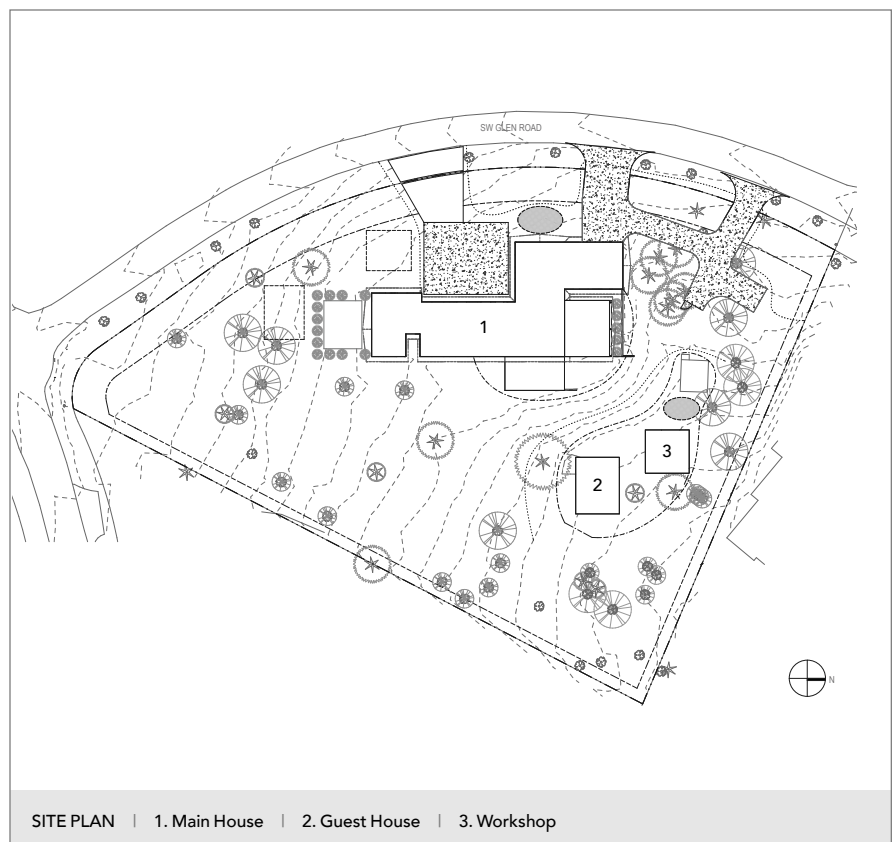 SW GLEN ROAD
1
3
2
N
SITE PLAN | 1. Main House | 2. Guest House | 3. Workshop